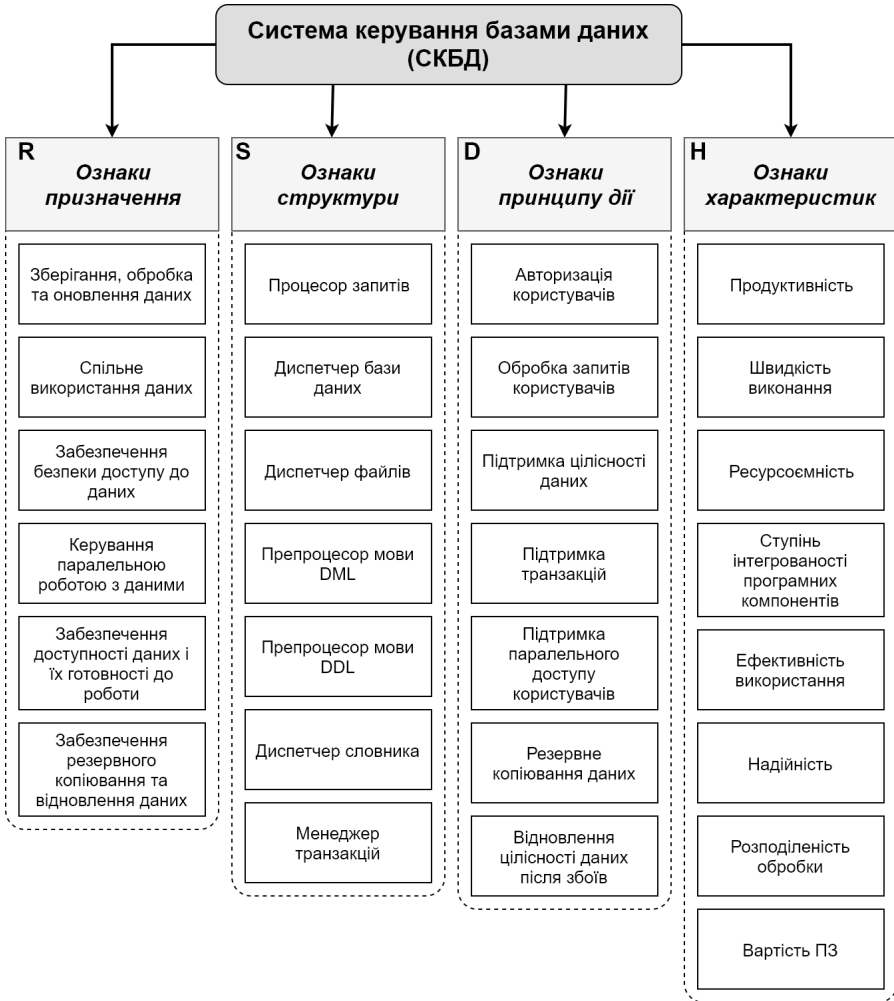 Система керування базами даних
(СКБД)
R
Ознаки
призначення
Зберігання, обробка
та оновлення даних
Спільне
використання даних
Забезпечення
безпеки доступу до
даних
Керування
паралельною
роботою з даними
Забезпечення
доступності даних і
їх готовності до
роботи
Забезпечення
резервного
копіювання та
відновлення даних
S
Ознаки
структури
Процесор запитів
Диспетчер бази
даних
Диспетчер файлів
Препроцесор мови
DML
Препроцесор мови
DDL
Диспетчер словника
Менеджер
транзакцій
D
Ознаки
принципу дії
Авторизація
користувачів
Обробка запитів
користувачів
Підтримка цілісності
даних
Підтримка
транзакцій
Підтримка
паралельного
доступу
користувачів
Резервне
копіювання даних
Відновлення
цілісності даних
після збоїв
H
Ознаки
характеристик
Продуктивність
Швидкість
виконання
Ресурсоємність
Ступінь
інтегрованості
програмних
компонентів
Ефективність
використання
Надійність
Розподіленість
обробки
Вартість ПЗ